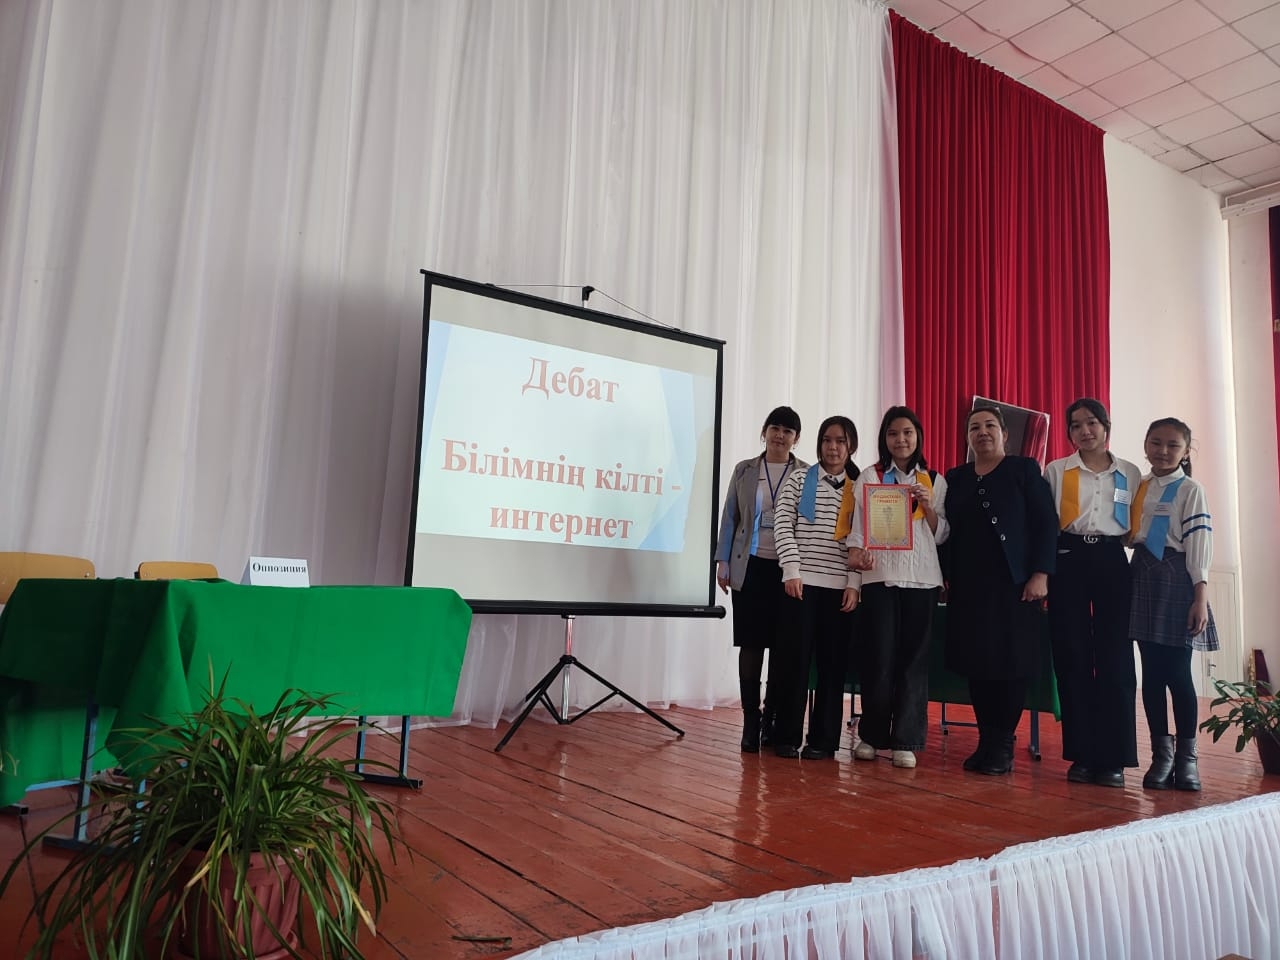 Дебат
Білімнің кілті -
интернет
Оппозиция